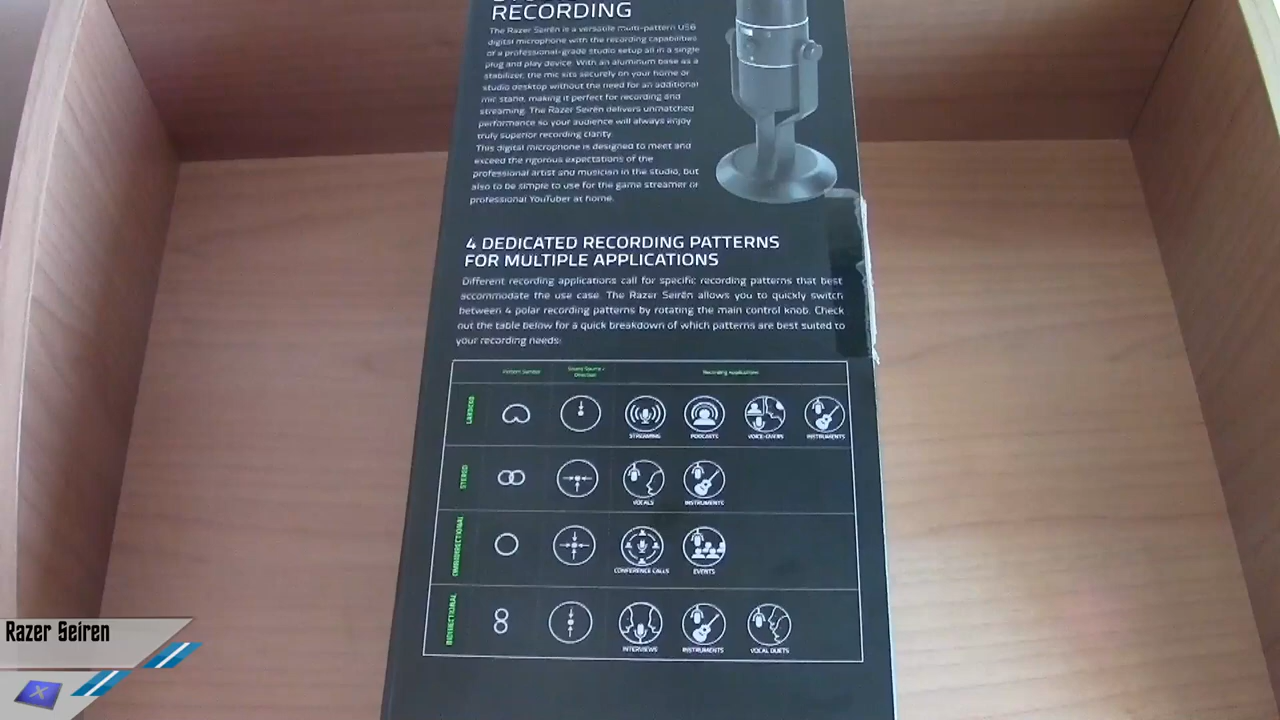 RECORDING
The Razer Seirēn is a versatile multi-pattern USB
digital microphone with the recording capabilities
of a professional-grade studio setup all in a single
plug and play device. With an aluminum base as a
stabilizer, the mic sits securely on your home or
studio desktop without the need for an additional
mic stand, making it perfect for recording and
streaming. The Razer Seirēn delivers unmatched
performance so your audience will always enjoy
truly superior recording clarity.
This digital microphone is designed to meet and
exceed the rigorous expectations of the
professional artist and musician in the studio, but
also to be simple to use for the game streamer or
professional YouTuber at home.
4 DEDICATED RECORDING PATTERNS
FOR MULTIPLE APPLICATIONS
Different recording applications call for specific recording patterns that best
accommodate the use case. The Razer Seirēn allows you to quickly switch
between 4 polar recording patterns by rotating the main control knob. Check
out the table below for a quick breakdown of which patterns are best suited to
your recording needs:
Pattern Symbol
Sound Source /
Direction
Recording Applications
CARDIOID
STREAMING
PODCASTS
VOICE-OVERS
INSTRUMENTS
STEREO
VOCALS
INSTRUMENTS
OMNIDIRECTIONAL
CONFERENCE CALLS
EVENTS
BIDIRECTIONAL
INTERVIEWS
INSTRUMENTS
VOCAL DUETS
Razer Seiren
X